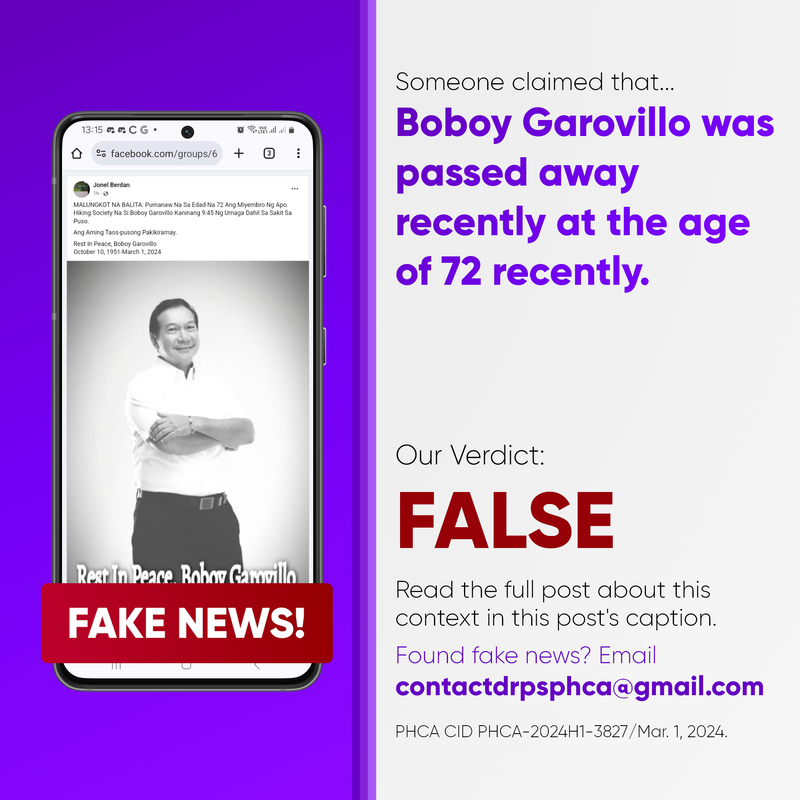 13:15
facebook.com/groups/6
3
Jonel Berdan
1h
MALUNGKOT NA BALITA: Pumanaw Na Sa Edad Na 72 Ang Miyembro Ng Apo
Hiking Society Na Si Boboy Garovillo Kaninang 9:45 Ng Umaga Dahil Sa Sakit Sa
Puso.
Ang Aming Taos-pusong Pakikiramay.
Rest In Peace, Boboy Garovillo
October 10, 1951-March 1, 2024
Rest In Peace, Boboy Garovillo
FAKE NEWS!
Someone claimed that...
Boboy Garovillo was
passed away
recently at the age
of 72 recently.
Our Verdict:
FALSE
Read the full post about this
context in this post's caption.
Found fake news? Email
contactdrpsphca@gmail.com
PHCA CID PHCA-2024H1-3827/Mar. 1, 2024.